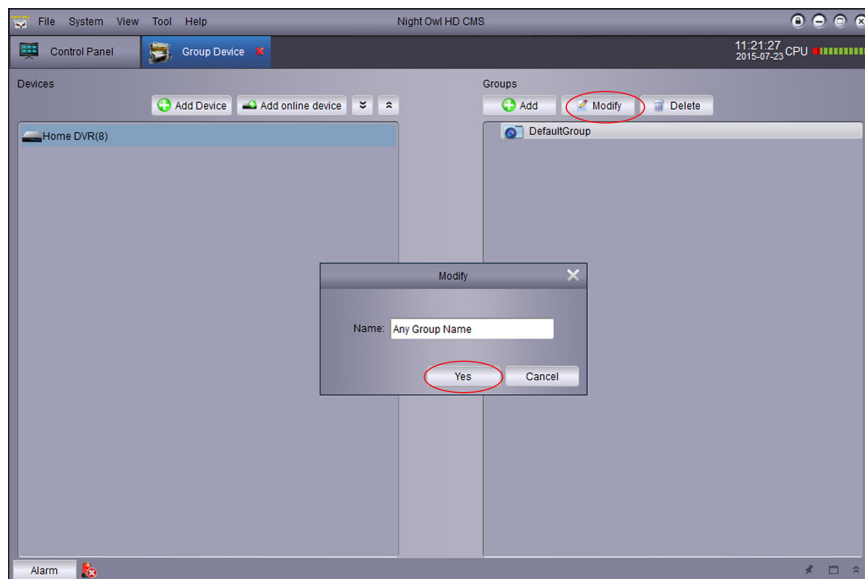 File System View Tool Help Night Owl HD CMS
Control Panel Group Device 11:21:27 CPU
2015-07-23
Devices Groups
Add Device Add online device Add Modify Delete
Home DVR(8) DefaultGroup
Modify
Name: Any Group Name
Yes Cancel
Alarm